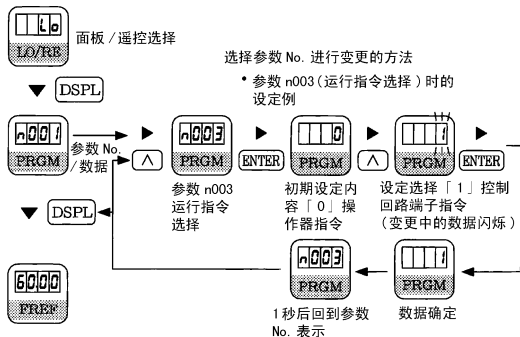 Lo
LO/RE
面板/遥控选择
选择参数 No. 进行变更的方法
• 参数 n003(运行指令选择)时的
设定例
DSPL
n001
PRGM
参数 No.
/数据
∧
n003
PRGM
参数 n003
运行指令
选择
ENTER
0
PRGM
初期设定内
容「0」操
作器指令
∧
1
PRGM
设定选择「1」控制
回路端子指令
(变更中的数据闪烁)
ENTER
DSPL
60.00
FREF
n003
PRGM
1秒后回到参数
No. 表示
1
PRGM
数据确定